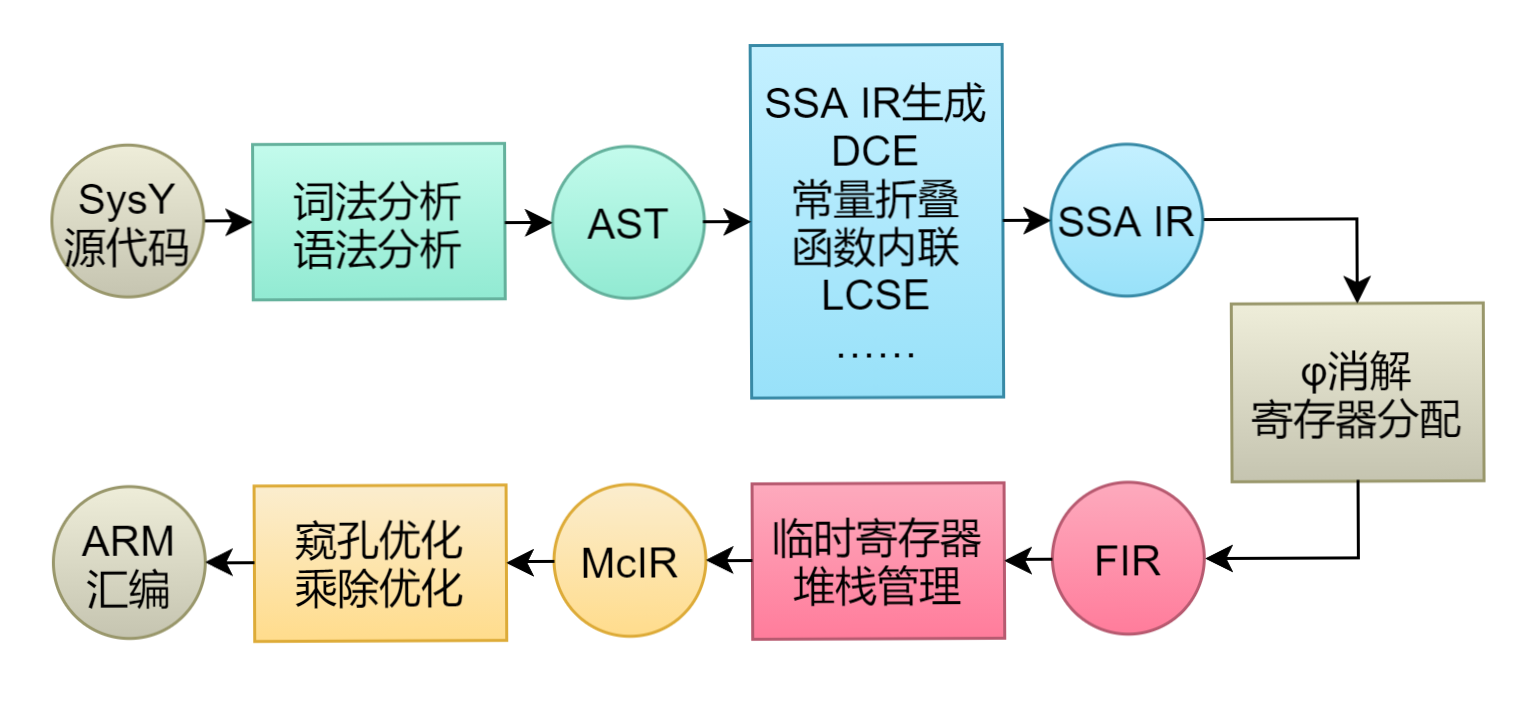 SysY
源代码
词法分析
语法分析
AST
SSA IR生成
DCE
常量折叠
函数内联
LCSE
……
SSA IR
φ消解
寄存器分配
FIR
临时寄存器
堆栈管理
McIR
窥孔优化
乘除优化
ARM
汇编